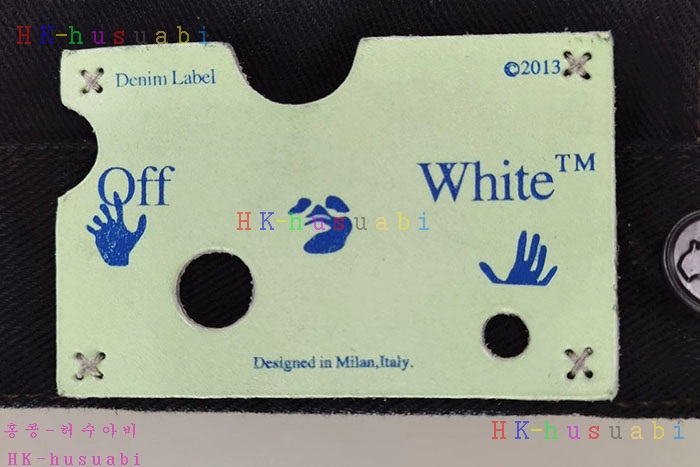 HK-husuabi
Denim Label
©2013
Off
White™
HK-husuabi
Designed in Milan,Italy.
홍콩-허수아비
HK-husuabi
HK-husuabi